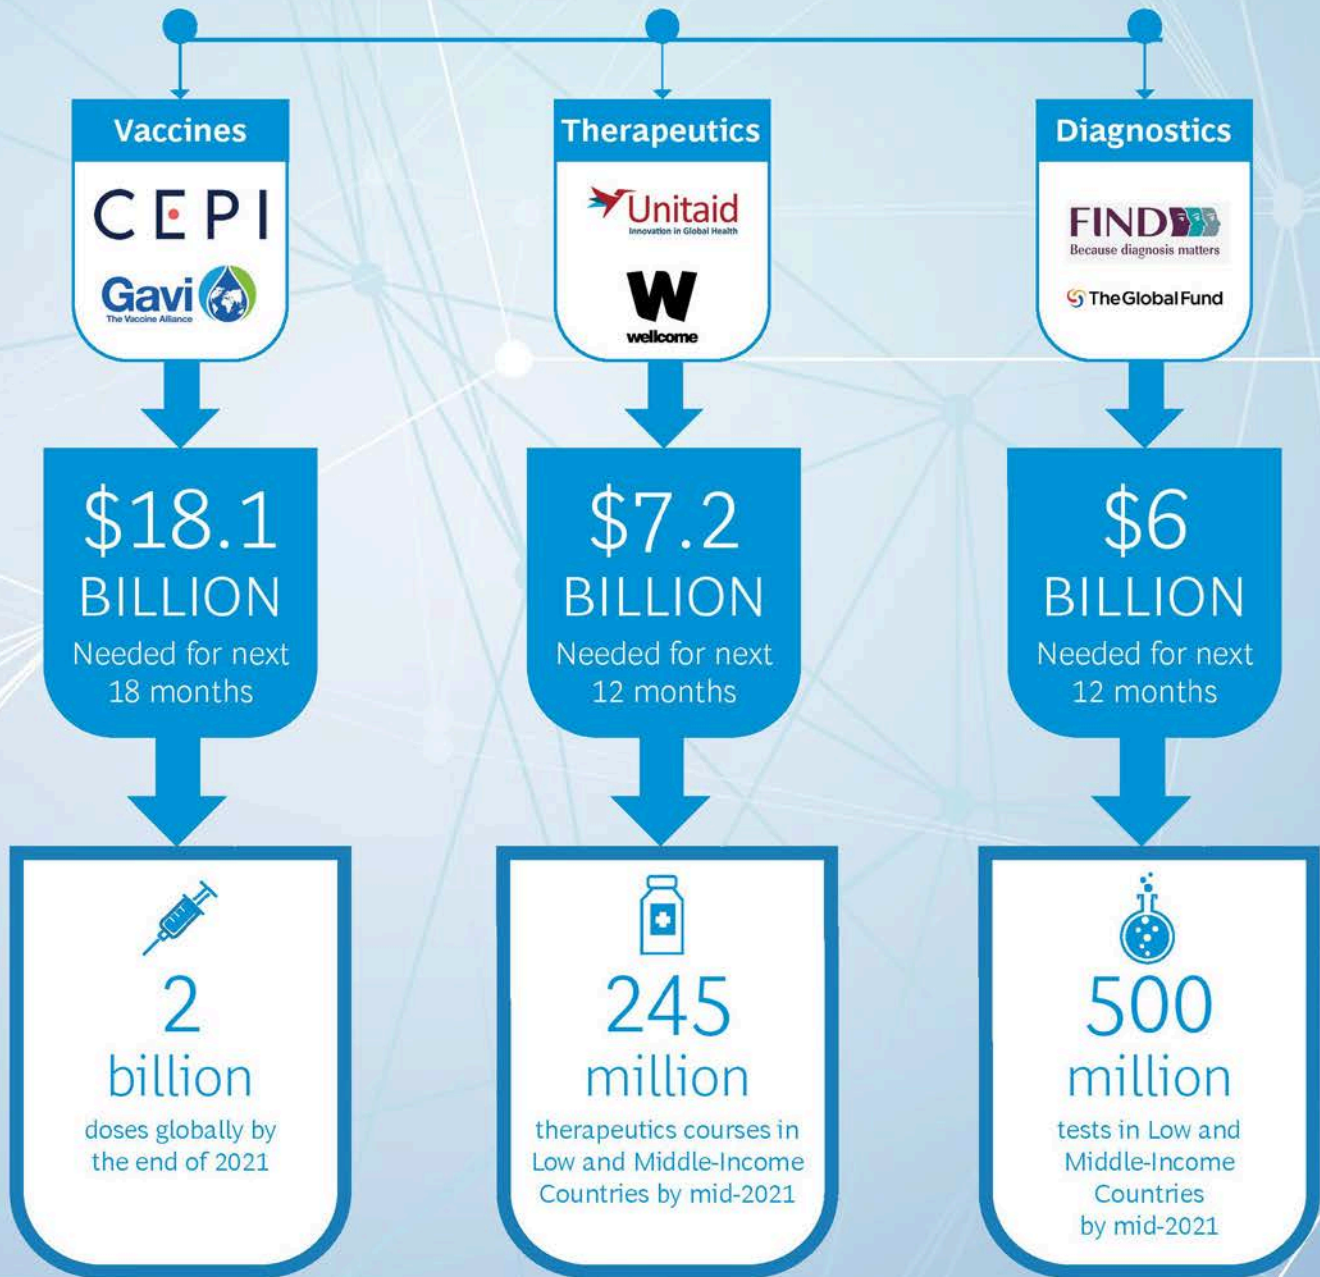 Vaccines
CEPI
Gavi
The Vaccine Alliance
$18.1
BILLION
Needed for next
18 months
2
billion
doses globally by
the end of 2021
Therapeutics
Unitaid
Innovation in Global Health
W
wellcome
$7.2
BILLION
Needed for next
12 months
245
million
therapeutics courses in
Low and Middle-Income
Countries by mid-2021
Diagnostics
FIND
Because diagnosis matters
The Global Fund
$6
BILLION
Needed for next
12 months
500
million
tests in Low and
Middle-Income
Countries
by mid-2021